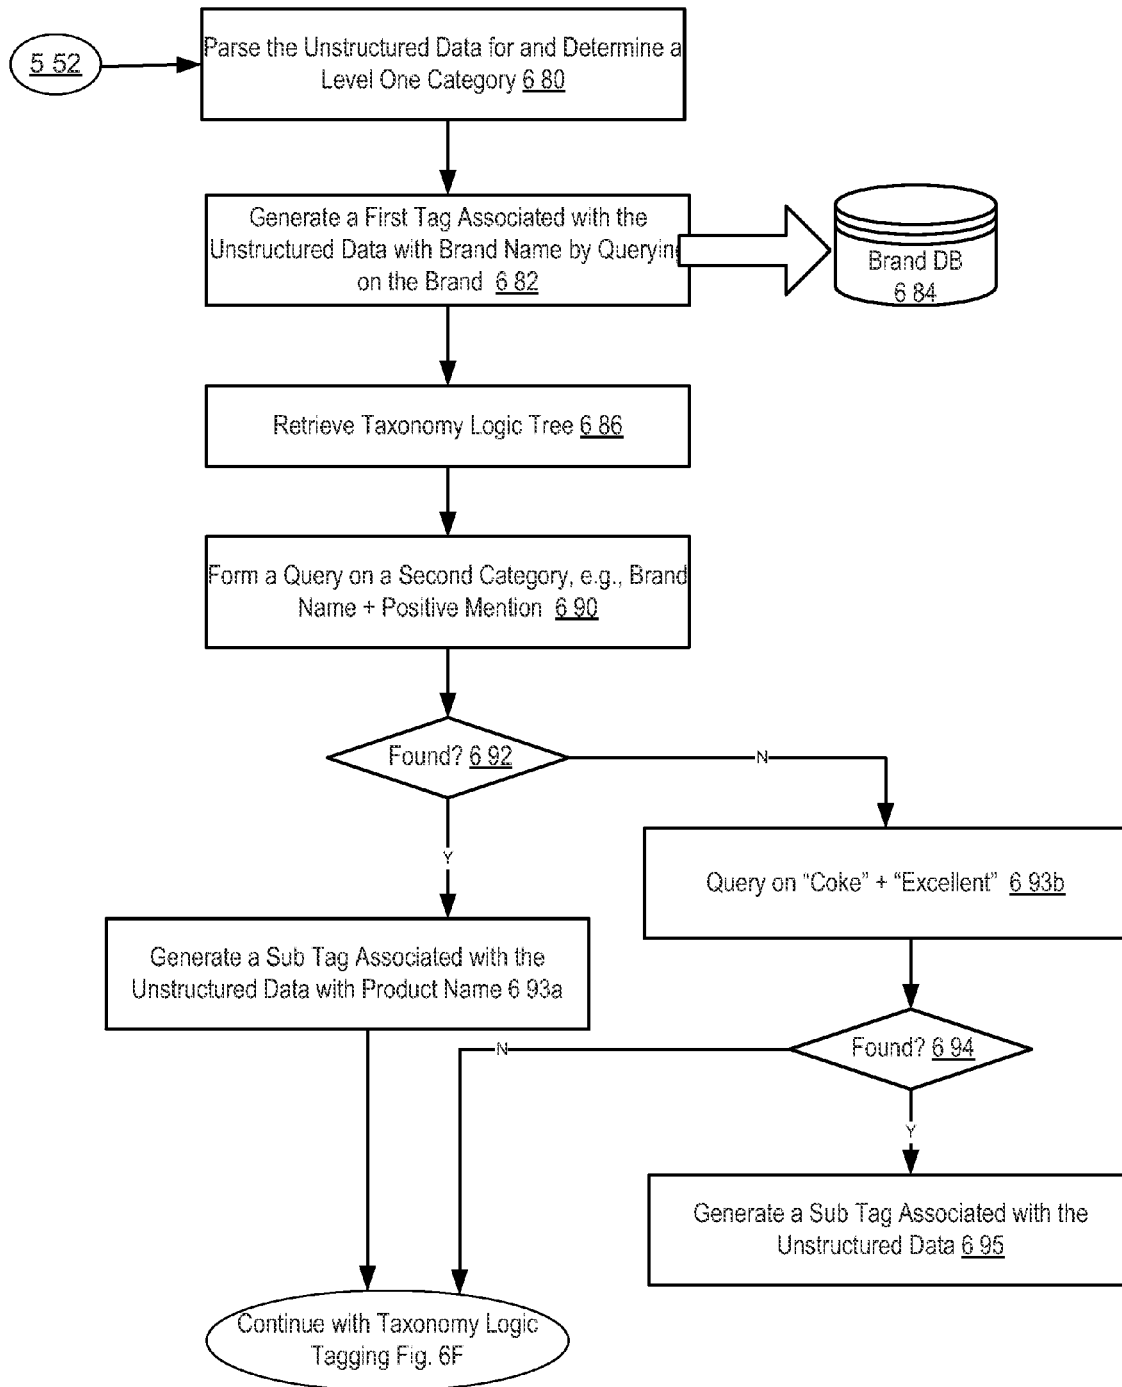 5 52
Parse the Unstructured Data for and Determine a
Level One Category 6 80
Generate a First Tag Associated with the
Unstructured Data with Brand Name by Querying
on the Brand 6 82
Brand DB
6 84
Retrieve Taxonomy Logic Tree 6 86
Form a Query on a Second Category, e.g., Brand
Name + Positive Mention 6 90
Found? 6 92
N
Y
Query on “Coke” + “Excellent” 6 93b
Generate a Sub Tag Associated with the
Unstructured Data with Product Name 6 93a
Found? 6 94
N
Y
Generate a Sub Tag Associated with the
Unstructured Data 6 95
Continue with Taxonomy Logic
Tagging Fig. 6F